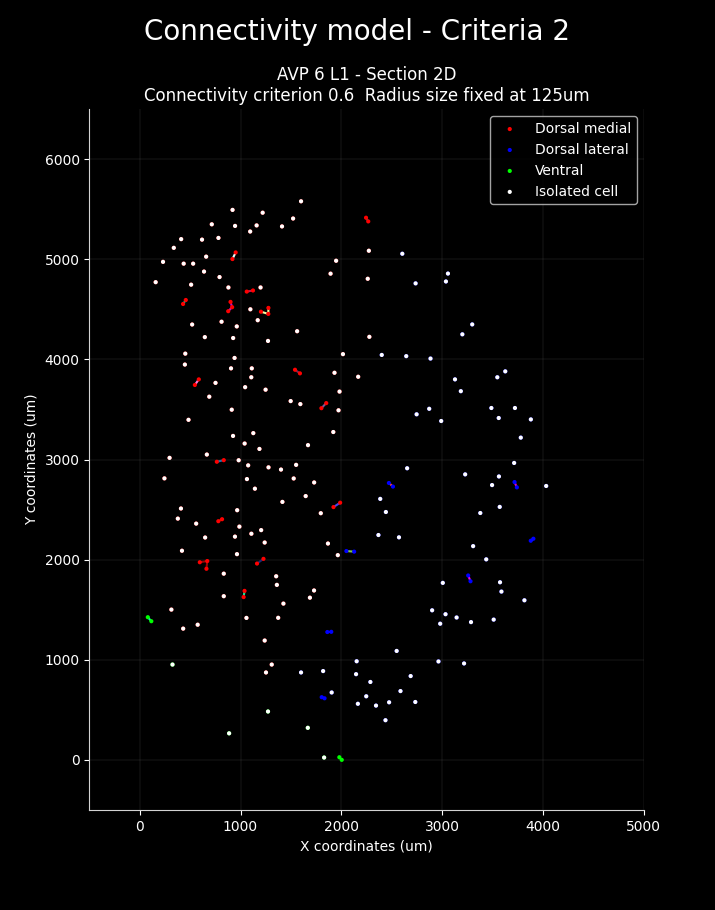 Connectivity model - Criteria 2
AVP 6 L1 - Section 2D
Connectivity criterion 0.6  Radius size fixed at 125um
Dorsal medial
Dorsal lateral
Ventral
Isolated cell
6000
5000
4000
3000
2000
1000
0
Y coordinates (um)
0 1000 2000 3000 4000 5000
X coordinates (um)